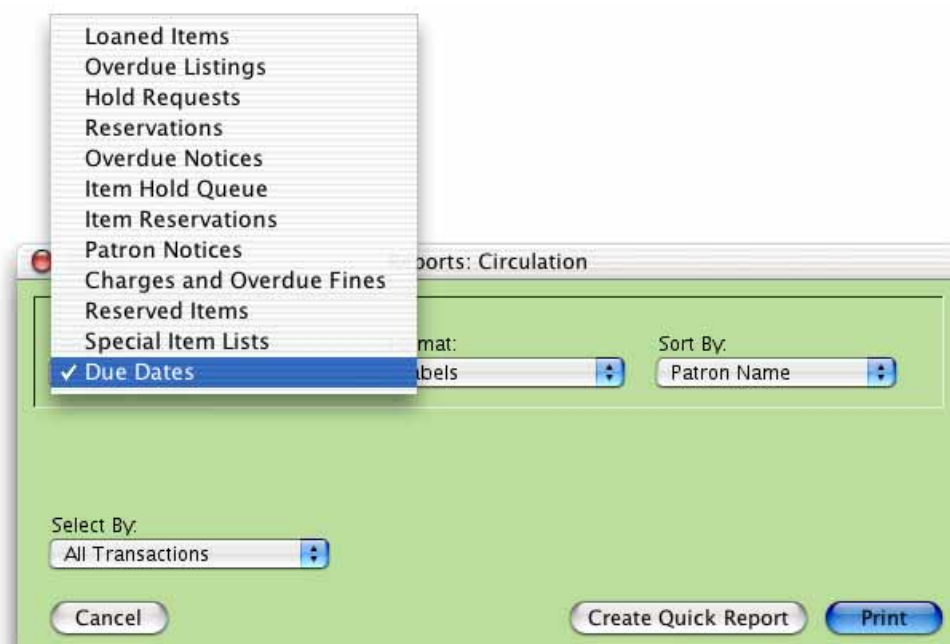 Loaned Items
Overdue Listings
Hold Requests
Reservations
Overdue Notices
Item Hold Queue
Item Reservations
Patron Notices
Charges and Overdue Fines
Reserved Items
Special Item Lists
✓ Due Dates
: Circulation
Sort By:
Patron Name
Select By:
All Transactions
Cancel
Create Quick Report
Print